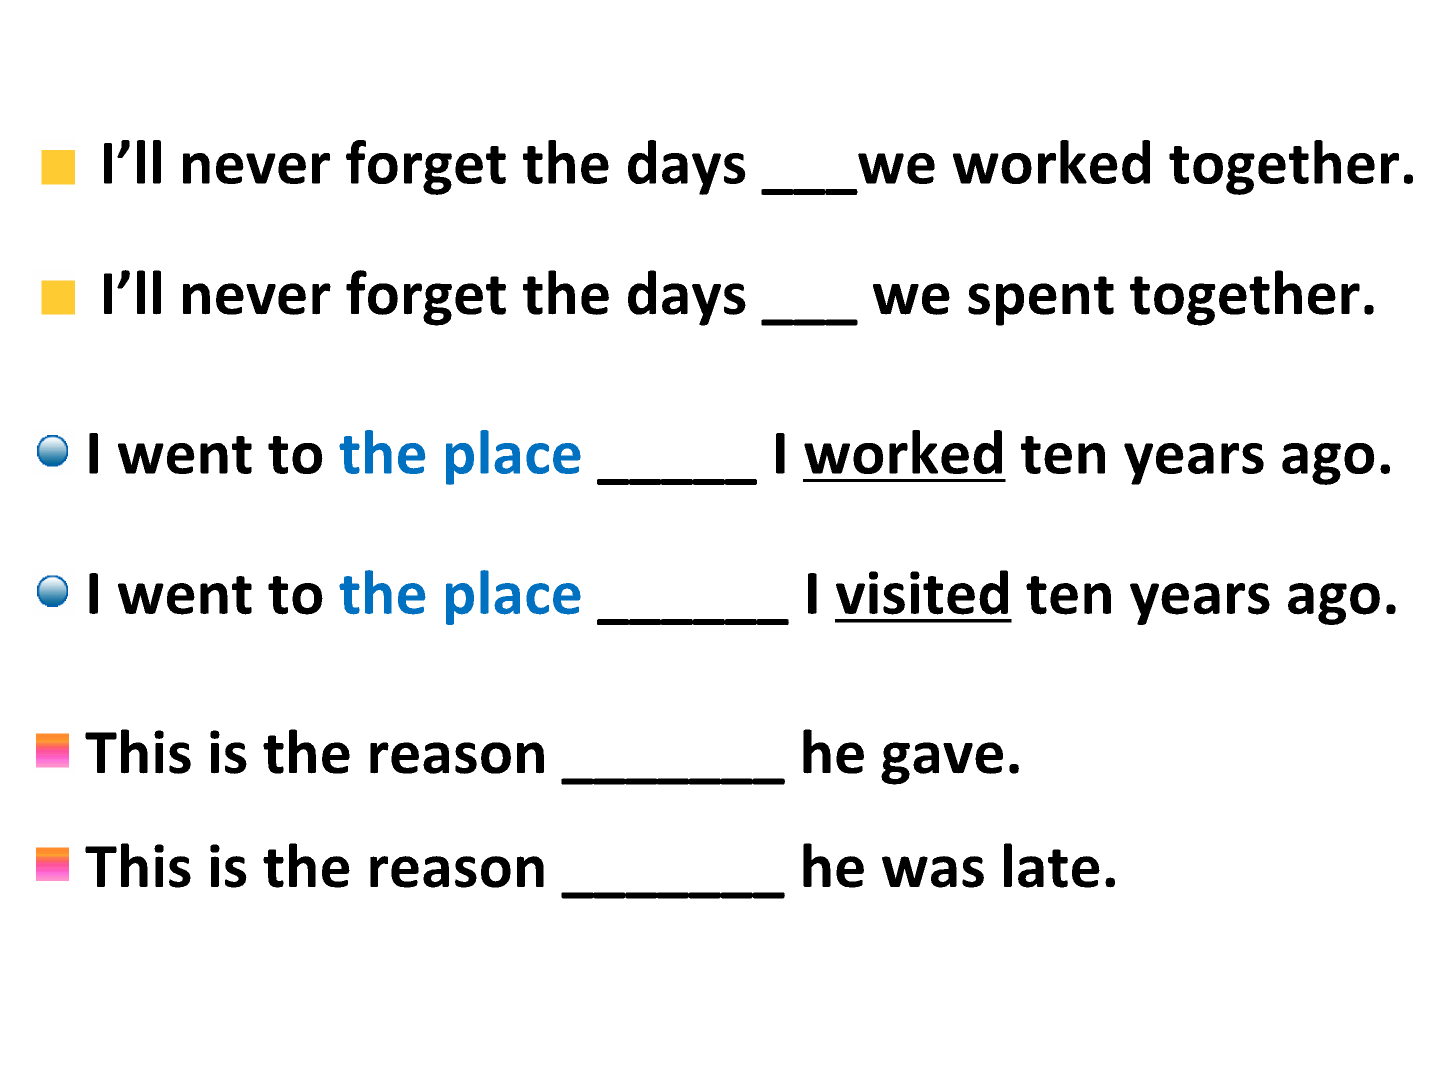 I’ll never forget the days ___we worked together.
I’ll never forget the days ___ we spent together.
I went to the place _____ I worked ten years ago.
I went to the place ______ I visited ten years ago.
This is the reason _______ he gave.
This is the reason _______ he was late.